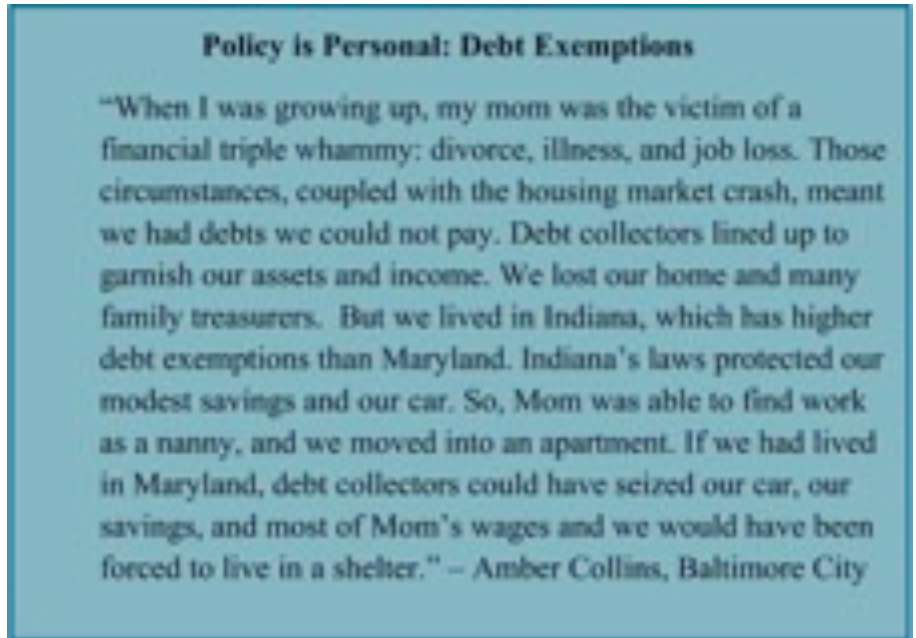 Policy is Personal: Debt Exemptions
“When I was growing up, my mom was the victim of a
financial triple whammy: divorce, illness, and job loss. Those
circumstances, coupled with the housing market crash, meant
we had debts we could not pay. Debt collectors lined up to
garnish our assets and income. We lost our home and many
family treasurers.  But we lived in Indiana, which has higher
debt exemptions than Maryland. Indiana’s laws protected our
modest savings and our car. So, Mom was able to find work
as a nanny, and we moved into an apartment. If we had lived
in Maryland, debt collectors could have seized our car, our
savings, and most of Mom’s wages and we would have been
forced to live in a shelter.” – Amber Collins, Baltimore City